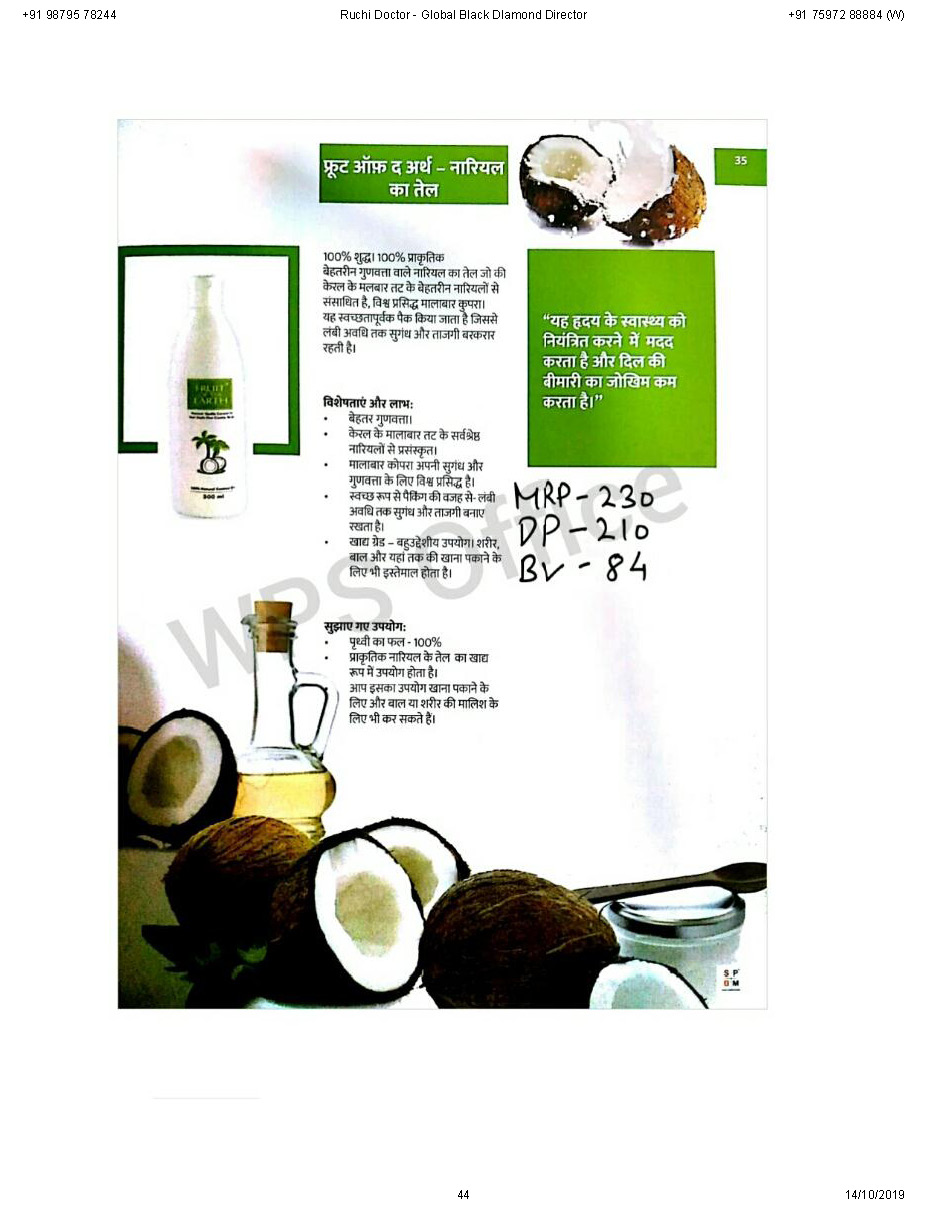 +91 98795 78244
Ruchi Doctor - Global Black DIamond Director
+91 75972 88884 (W)
फ्रूट ऑफ़ द अर्थ – नारियल
का तेल
35
100% शुद्ध। 100% प्राकृतिक
बेहतरीन गुणवत्ता वाले नारियल का तेल जो की
केरल के मलबार तट के बेहतरीन नारियलों से
संसाधित है, विश्व प्रसिद्ध मालाबार कुपरा।
यह स्वच्छतापूर्वक पैक किया जाता है जिससे
लंबी अवधि तक सुगंध और ताजगी बरकरार
रहती है।
“यह हृदय के स्वास्थ्य को
नियंत्रित करने में मदद
करता है और दिल की
बीमारी का जोखिम कम
करता है।”
FRUIT
EARTH
300 ml
विशेषताएं और लाभ:
• बेहतर गुणवत्ता।
• केरल के मालाबार तट के सर्वश्रेष्ठ
नारियलों से प्रसंस्कृत।
• मालाबार कोपरा अपनी सुगंध और
गुणवत्ता के लिए विश्व प्रसिद्ध है।
• स्वच्छ रूप से पैकिंग की वजह से- लंबी
अवधि तक सुगंध और ताजगी बनाए
रखता है।
• खाद्य ग्रेड – बहुउद्देशीय उपयोग। शरीर,
बाल और यहां तक की खाना पकाने के
लिए भी इस्तेमाल होता है।
MRP - 230
DP - 210
BV - 84
WPS Office
सुझाए गए उपयोग:
• पृथ्वी का फल - 100%
• प्राकृतिक नारियल के तेल का खाद्य
रूप में उपयोग होता है।
आप इसका उपयोग खाना पकाने के
लिए और बाल या शरीर की मालिश के
लिए भी कर सकते हैं।
44
14/10/2019